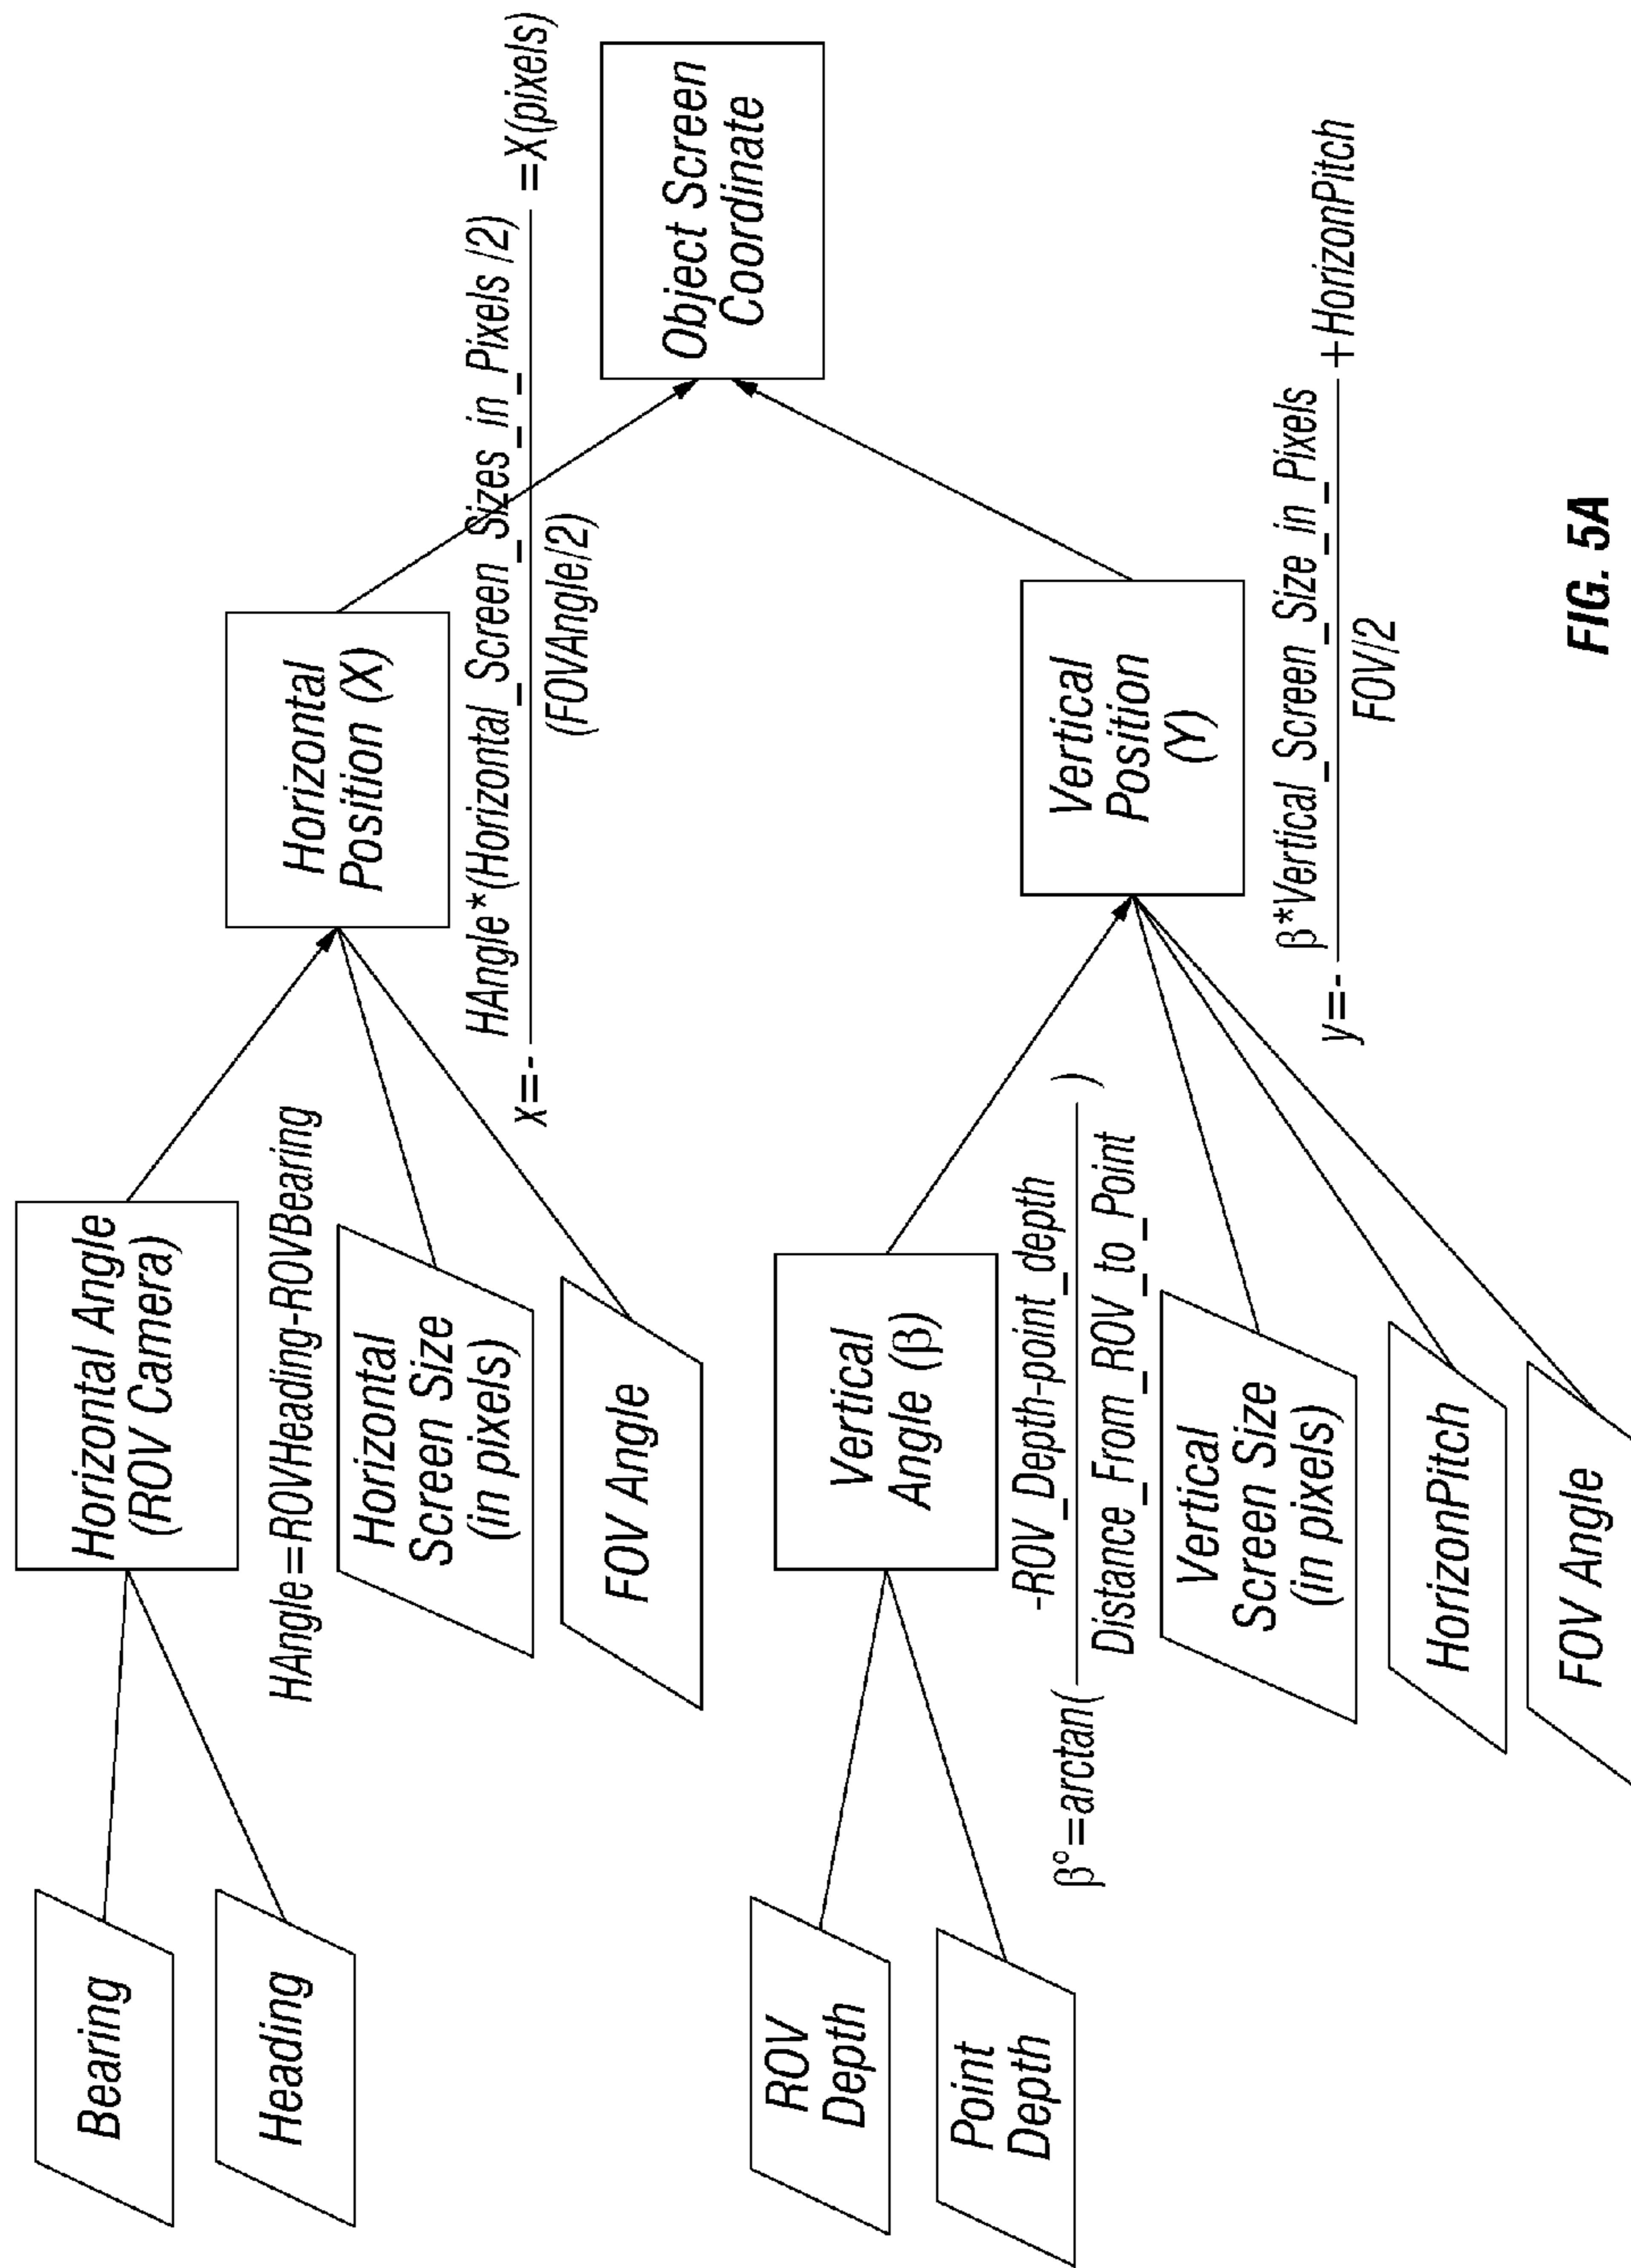 Bearing
Heading
Horizontal Angle
(ROV Camera)
HAngle=ROVHeading-ROVBearing
Horizontal
Screen Size
(in pixels)
FOV Angle
Horizontal
Position (X)
x=- HAngle*(Horizontal_Screen_Sizes_in_Pixels /2) =X(pixels)
(FOVAngle/2)
Object Screen
Coordinate
ROV
Depth
Point
Depth
Vertical
Angle (β)
β°=arctan( -ROV_Depth-point_depth )
Distance_From_ROV_to_Point
Vertical
Screen Size
(in pixels)
HorizonPitch
FOV Angle
Vertical
Position
(Y)
y=- β*Vertical_Screen_Size_in_Pixels +HorizonPitch
FOV/2
FIG. 5A